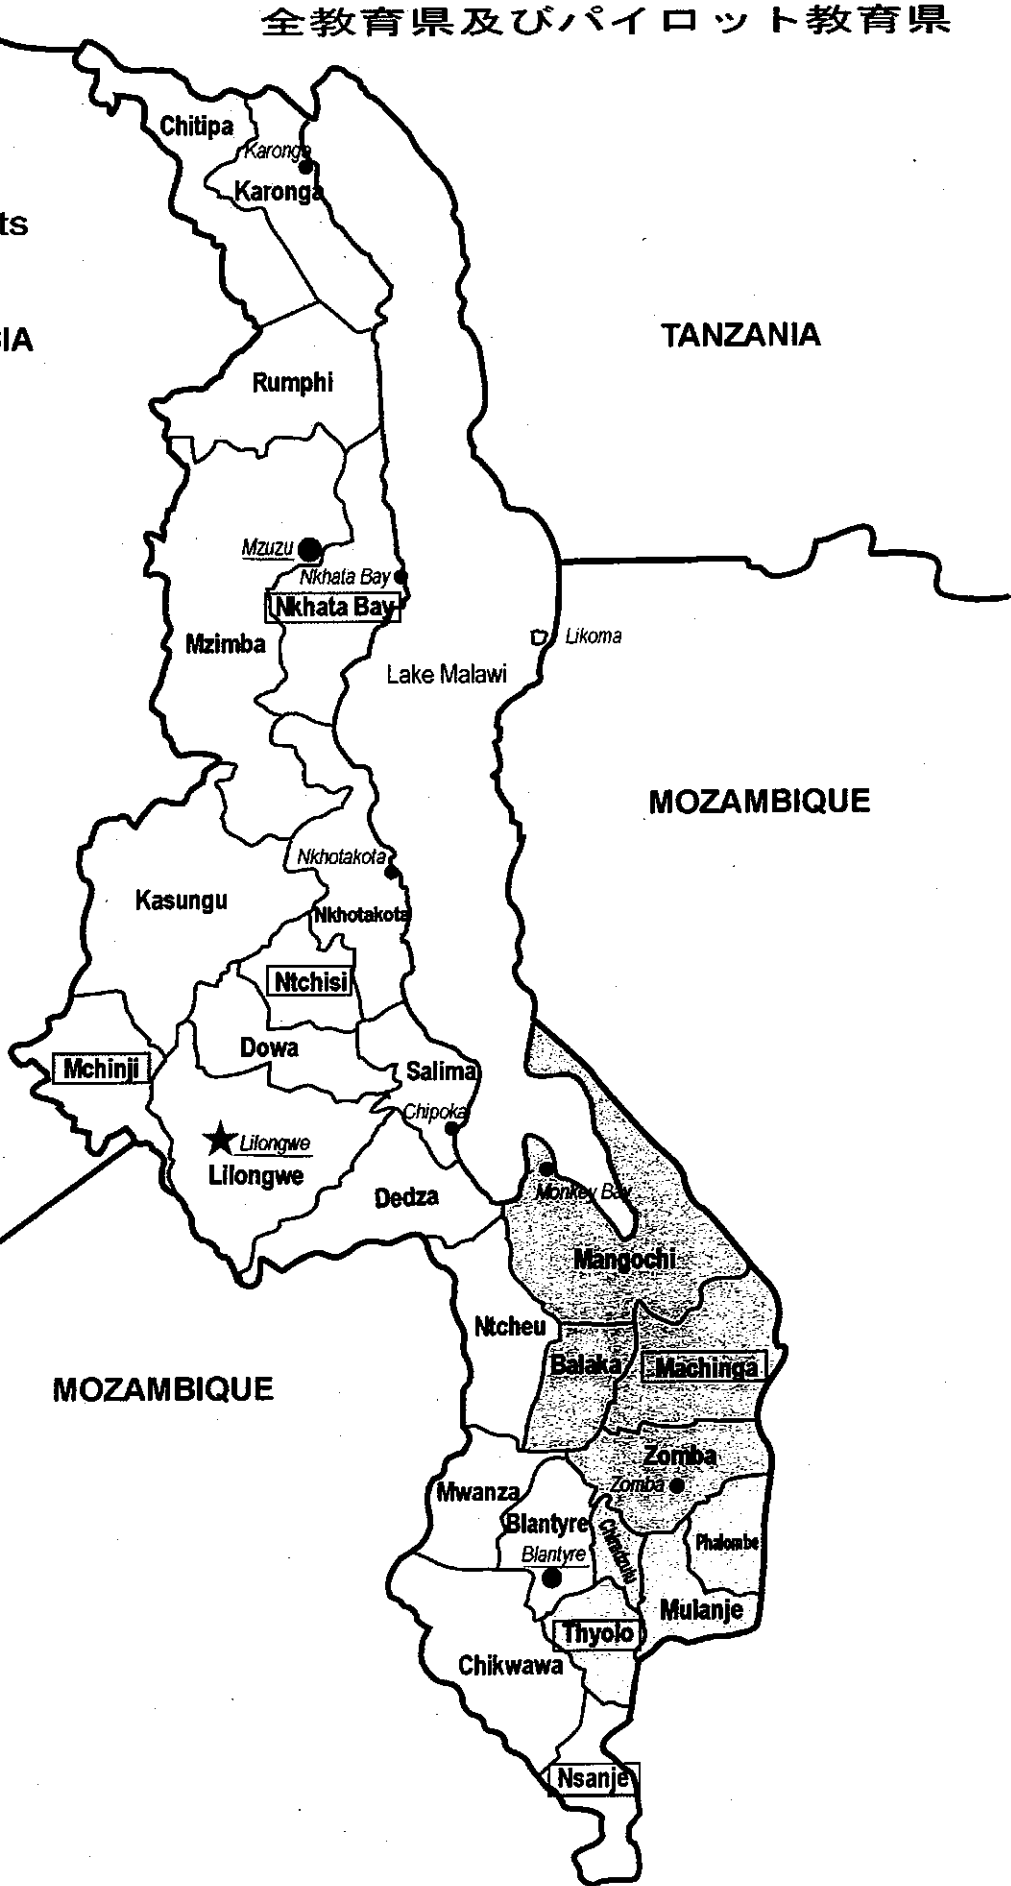 全教育県及びパイロット教育県
Chitipa
Karonga
Karonga
ts
TANZANIA
IA
Rumphi
Mzuzu
Nkhata Bay
Nkhata Bay
Likoma
Mzimba
Lake Malawi
MOZAMBIQUE
Nkhotakota
Kasungu
Nkhotakota
Ntchisi
Dowa
Mchinji
Salima
Chipoka
Lilongwe
Lilongwe
Dedza
Monkey Bay
Mangochi
Ntcheu
Balaka
Machinga
MOZAMBIQUE
Zomba
Zomba
Mwanza
Blantyre
Chiradzulu
Phalombe
Blantyre
Mulanje
Thyolo
Chikwawa
Nsanje